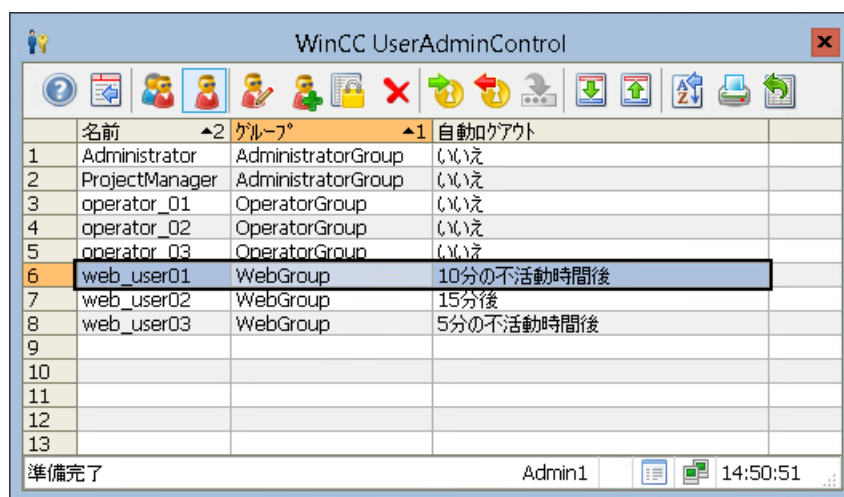 WinCC UserAdminControl
名前 ▲2 グループ ▲1 自動ログアウト
1 Administrator AdministratorGroup いいえ
2 ProjectManager AdministratorGroup いいえ
3 operator_01 OperatorGroup いいえ
4 operator_02 OperatorGroup いいえ
5 operator_03 OperatorGroup いいえ
6 web_user01 WebGroup 10分の不活動時間後
7 web_user02 WebGroup 15分後
8 web_user03 WebGroup 5分の不活動時間後
9
10
11
12
13
準備完了 Admin1 14:50:51